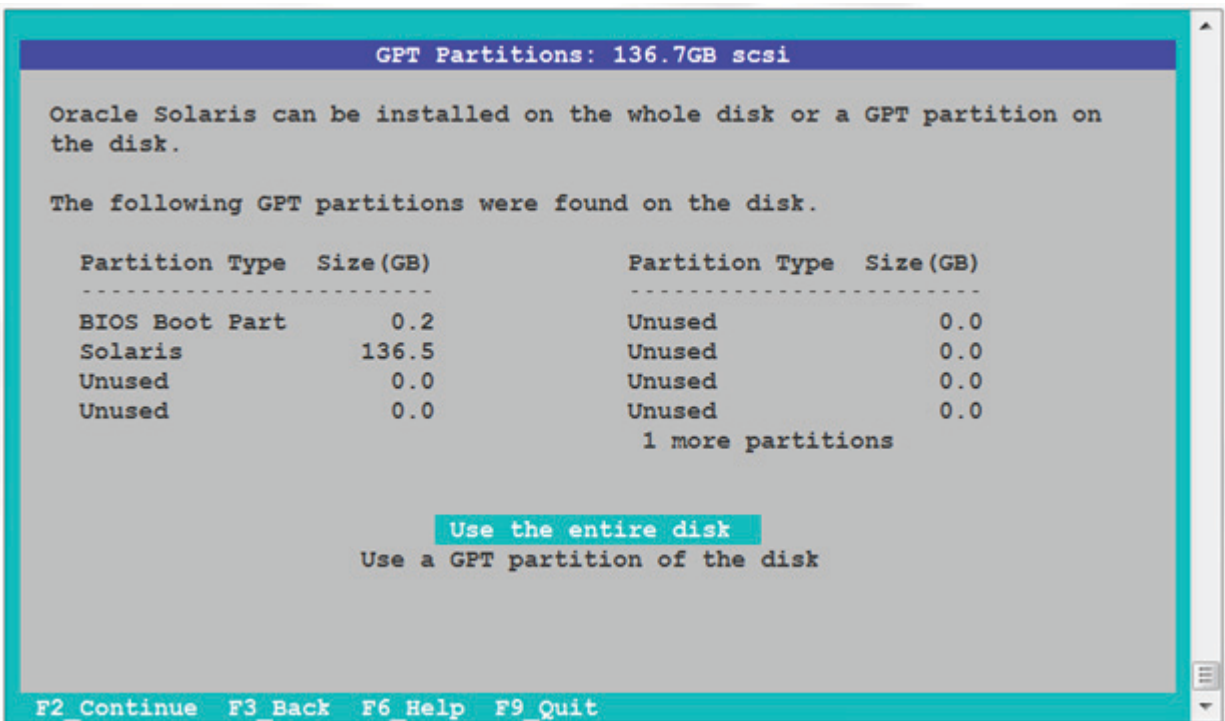 GPT Partitions: 136.7GB scsi
Oracle Solaris can be installed on the whole disk or a GPT partition on
the disk.
The following GPT partitions were found on the disk.
Partition Type  Size(GB)          Partition Type  Size(GB)
------------------------          ------------------------
BIOS Boot Part       0.2          Unused               0.0
Solaris            136.5          Unused               0.0
Unused               0.0          Unused               0.0
Unused               0.0          Unused               0.0
1 more partitions
Use the entire disk
Use a GPT partition of the disk
F2_Continue  F3_Back  F6_Help  F9_Quit